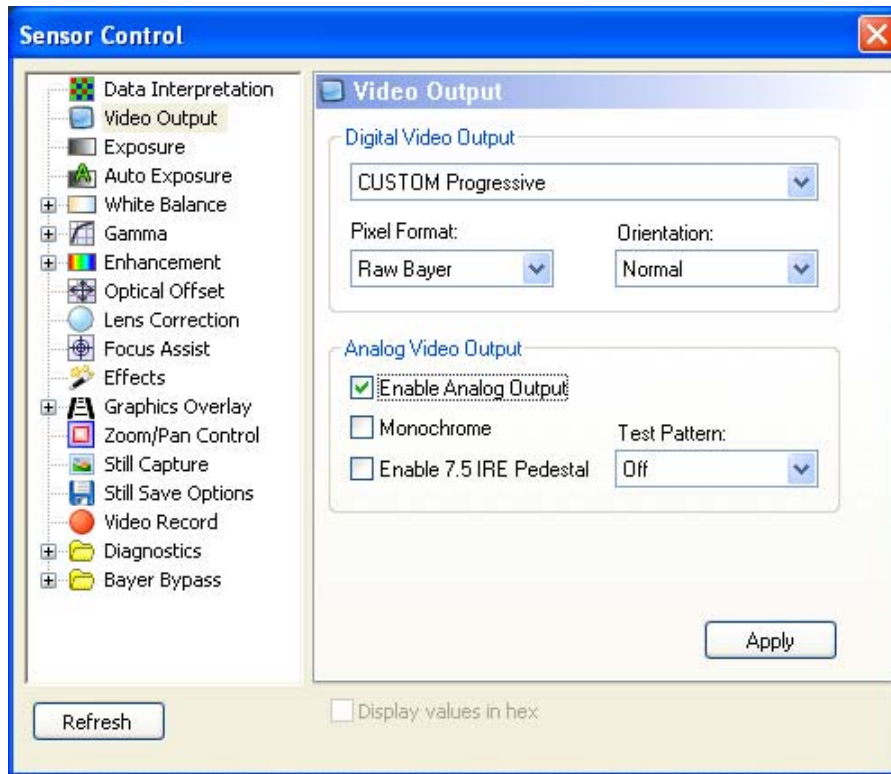 Sensor Control
Data Interpretation
Video Output
Exposure
Auto Exposure
White Balance
Gamma
Enhancement
Optical Offset
Lens Correction
Focus Assist
Effects
Graphics Overlay
Zoom/Pan Control
Still Capture
Still Save Options
Video Record
Diagnostics
Bayer Bypass
Video Output
Digital Video Output
CUSTOM Progressive
Pixel Format:
Orientation:
Raw Bayer
Normal
Analog Video Output
Enable Analog Output
Monochrome
Test Pattern:
Enable 7.5 IRE Pedestal
Off
Apply
Refresh
Display values in hex